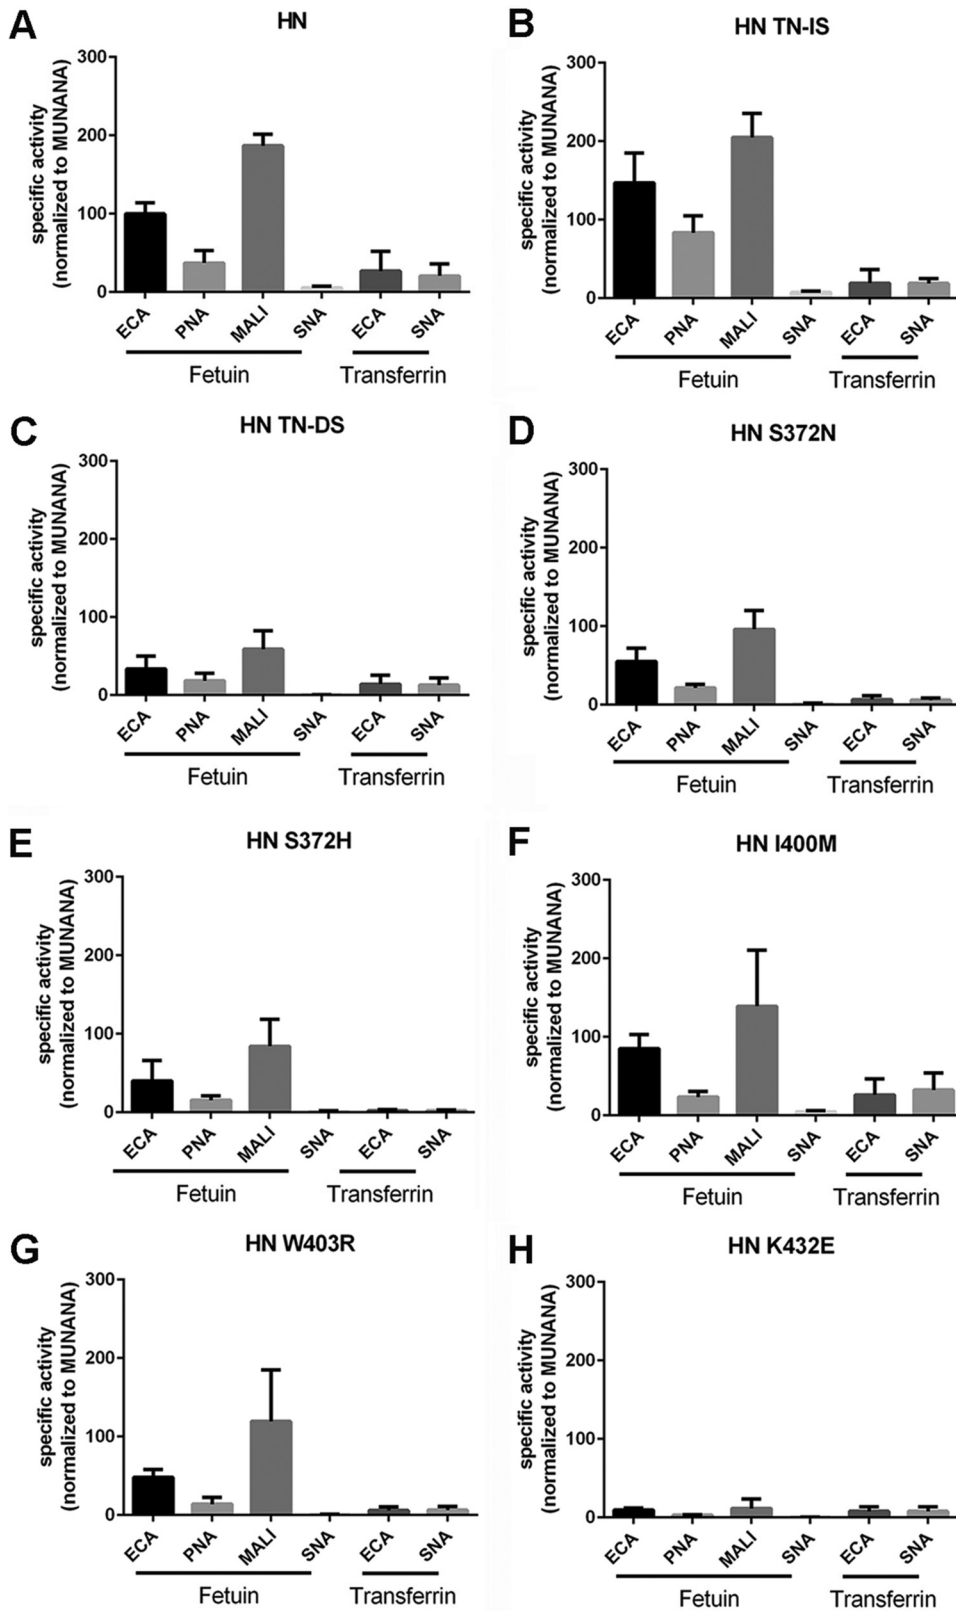 A
HN
specific activity
(normalized to MUNANA)
300
200
100
0
ECA
PNA
MALI
SNA
ECA
SNA
Fetuin
Transferrin
B
HN TN-IS
specific activity
(normalized to MUNANA)
300
200
100
0
ECA
PNA
MALI
SNA
ECA
SNA
Fetuin
Transferrin
C
HN TN-DS
specific activity
(normalized to MUNANA)
300
200
100
0
ECA
PNA
MALI
SNA
ECA
SNA
Fetuin
Transferrin
D
HN S372N
specific activity
(normalized to MUNANA)
300
200
100
0
ECA
PNA
MALI
SNA
ECA
SNA
Fetuin
Transferrin
E
HN S372H
specific activity
(normalized to MUNANA)
300
200
100
0
ECA
PNA
MALI
SNA
ECA
SNA
Fetuin
Transferrin
F
HN I400M
specific activity
(normalized to MUNANA)
300
200
100
0
ECA
PNA
MALI
SNA
ECA
SNA
Fetuin
Transferrin
G
HN W403R
specific activity
(normalized to MUNANA)
300
200
100
0
ECA
PNA
MALI
SNA
ECA
SNA
Fetuin
Transferrin
H
HN K432E
specific activity
(normalized to MUNANA)
300
200
100
0
ECA
PNA
MALI
SNA
ECA
SNA
Fetuin
Transferrin